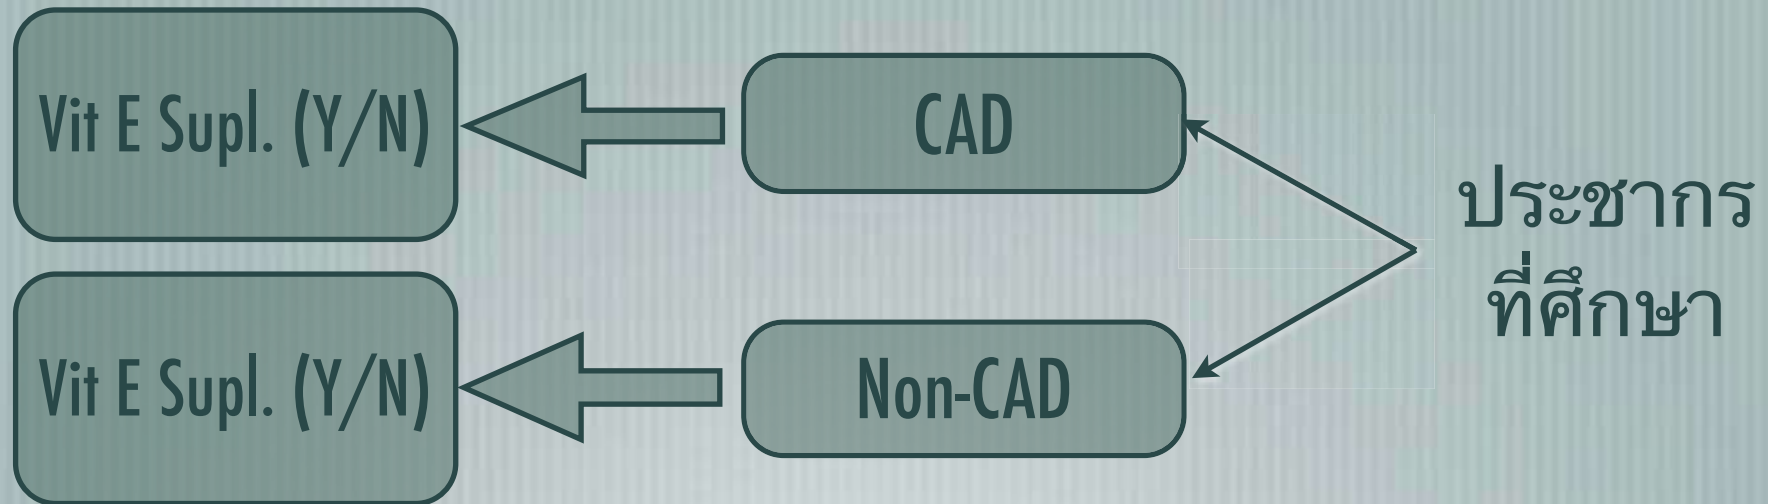 Vit E Supl. (Y/N)
CAD
ประชากร
ที่ศึกษา
Vit E Supl. (Y/N)
Non-CAD